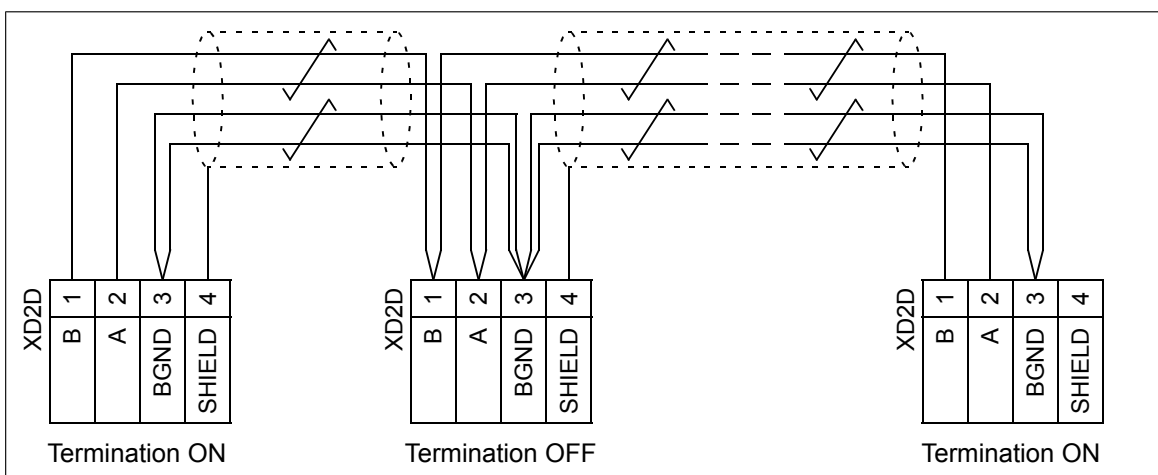 XD2D
1 2 3 4
B A BGND SHIELD
Termination ON
XD2D
1 2 3 4
B A BGND SHIELD
Termination OFF
XD2D
1 2 3 4
B A BGND SHIELD
Termination ON